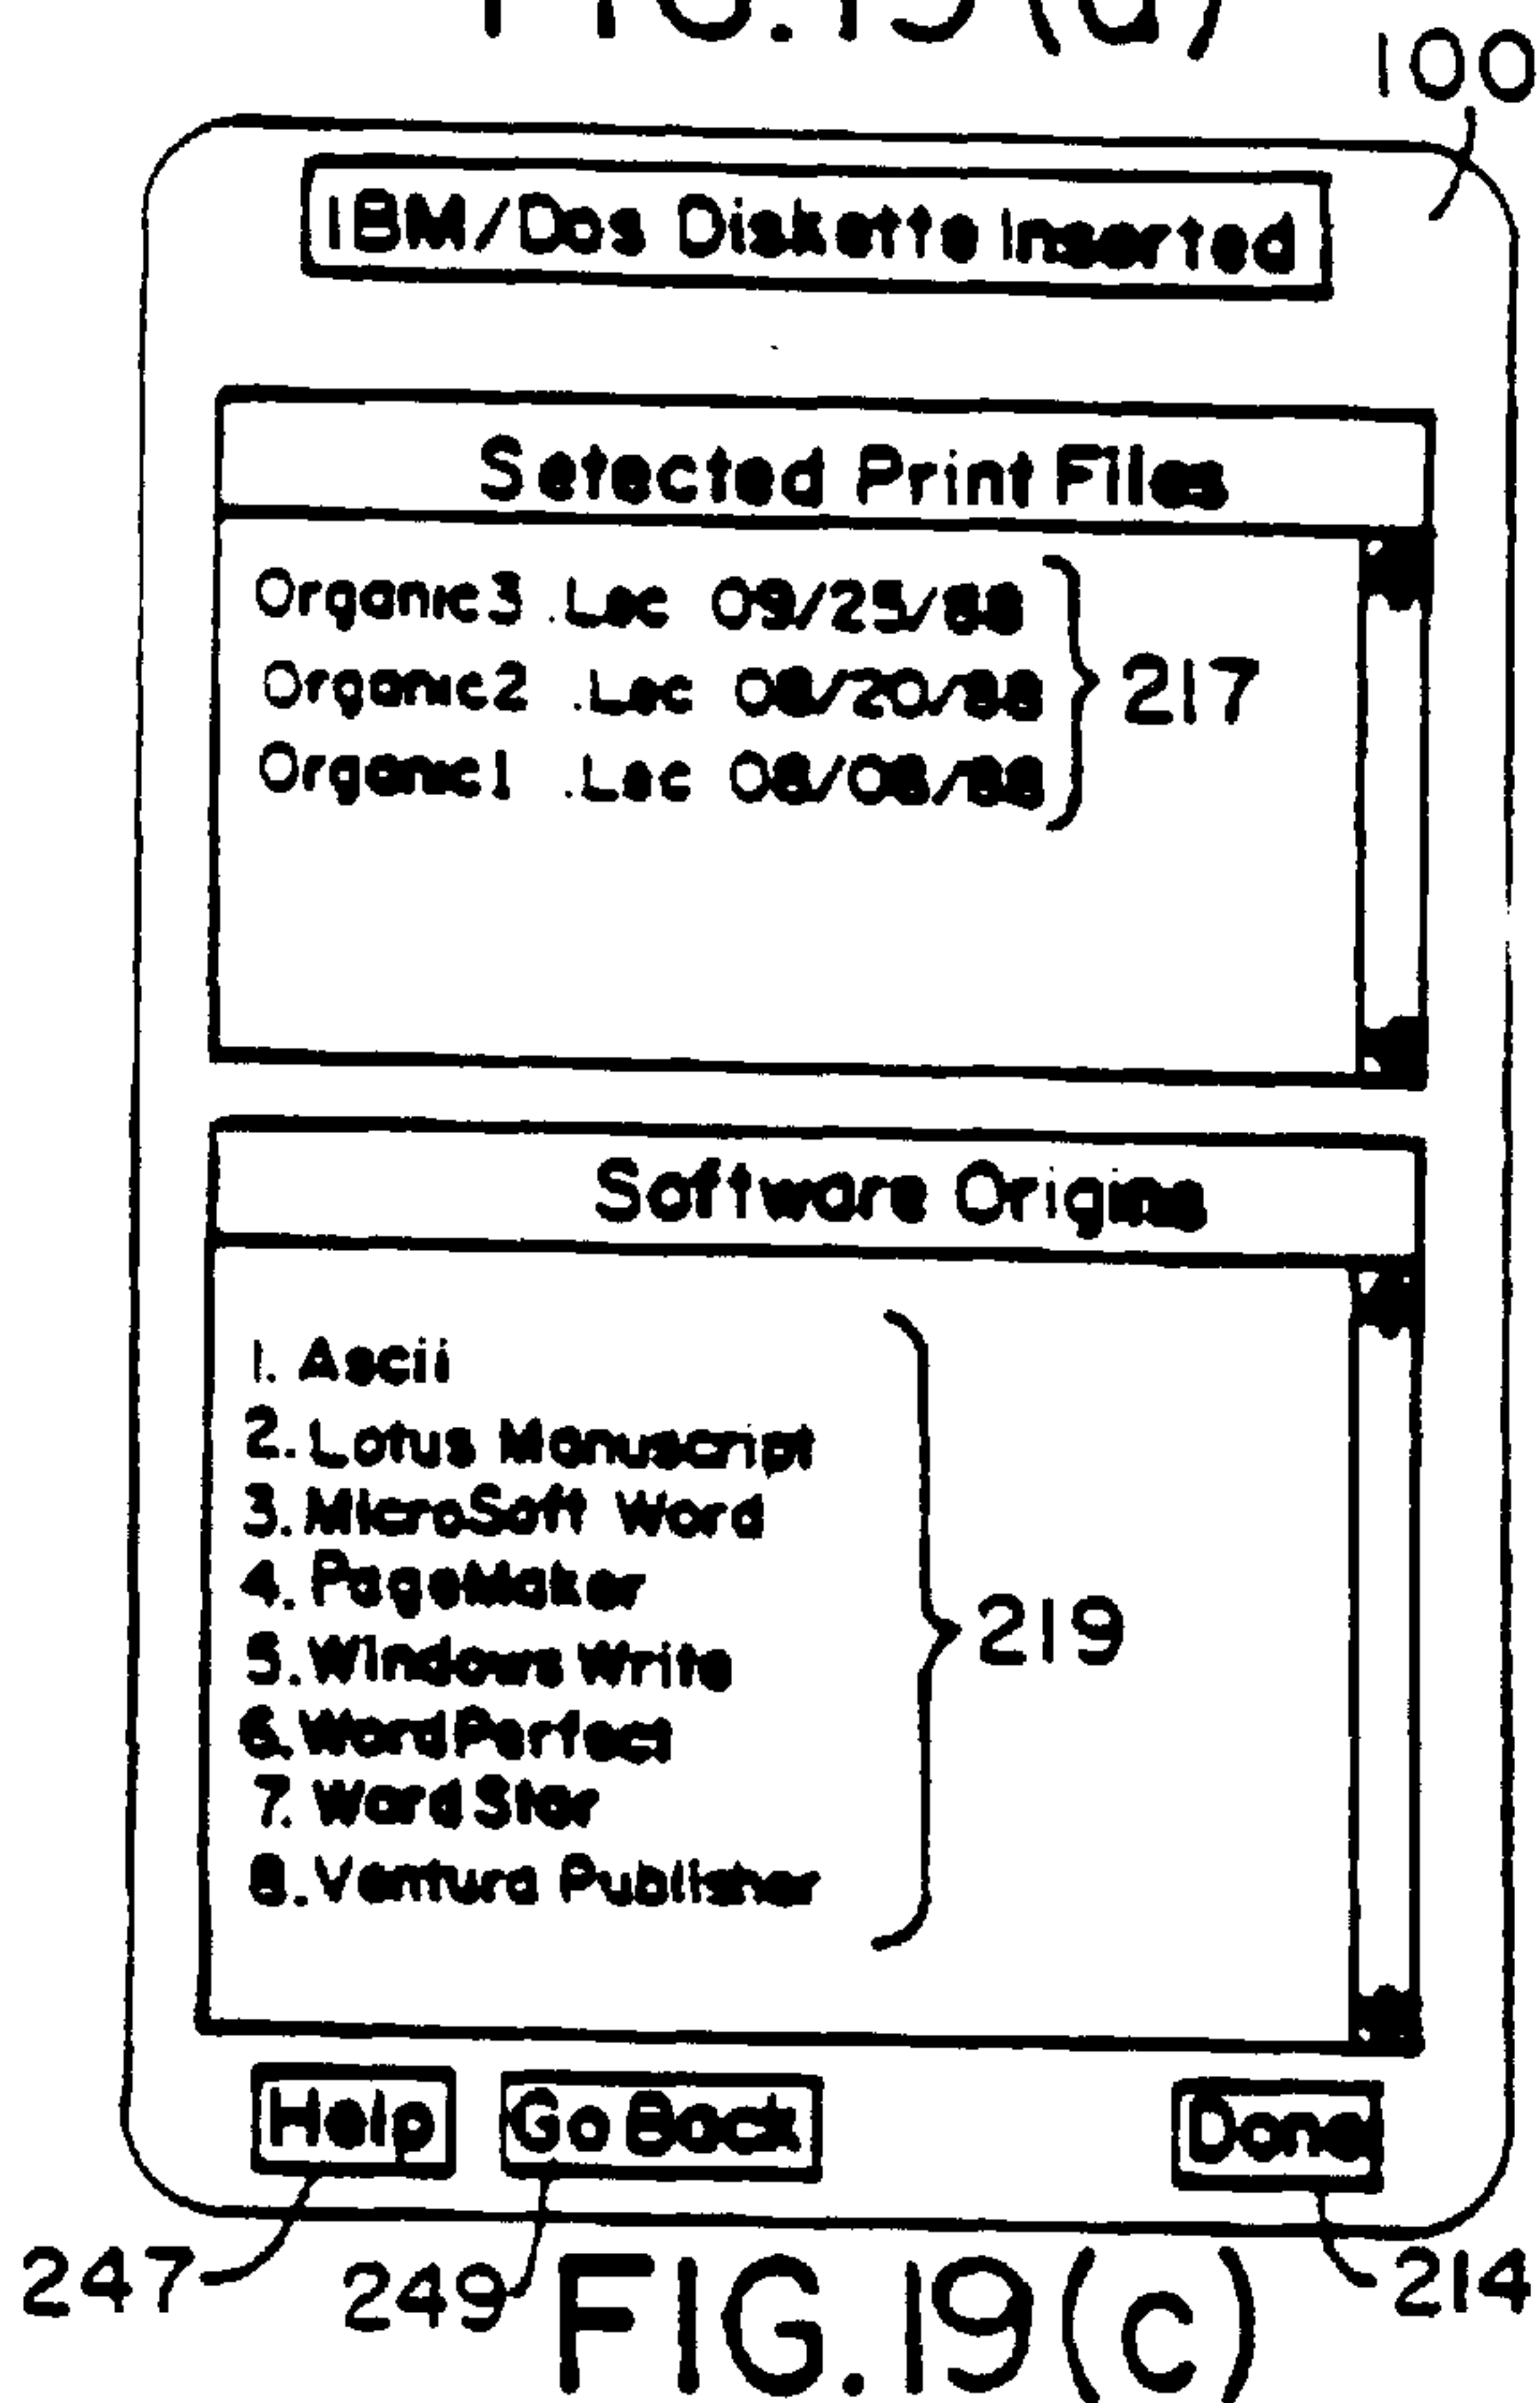 FIG.19(a)
100
IBM/Dos Diskette Inserted
Selected Print Files
Organic3 .Lec 09/25/88
Organic2 .Lec 08/20/88
217
Organic1 .Lec 08/08/88
Software Origins
1. Ascii
2. Lotus Manuscript
3. MicroSoft Word
4. PageMaker
219
5. Windows Write
6. WordPerfect
7. WordStar
8. Ventura Publisher
Help Go Back Done
247 249 214
FIG.19(c)